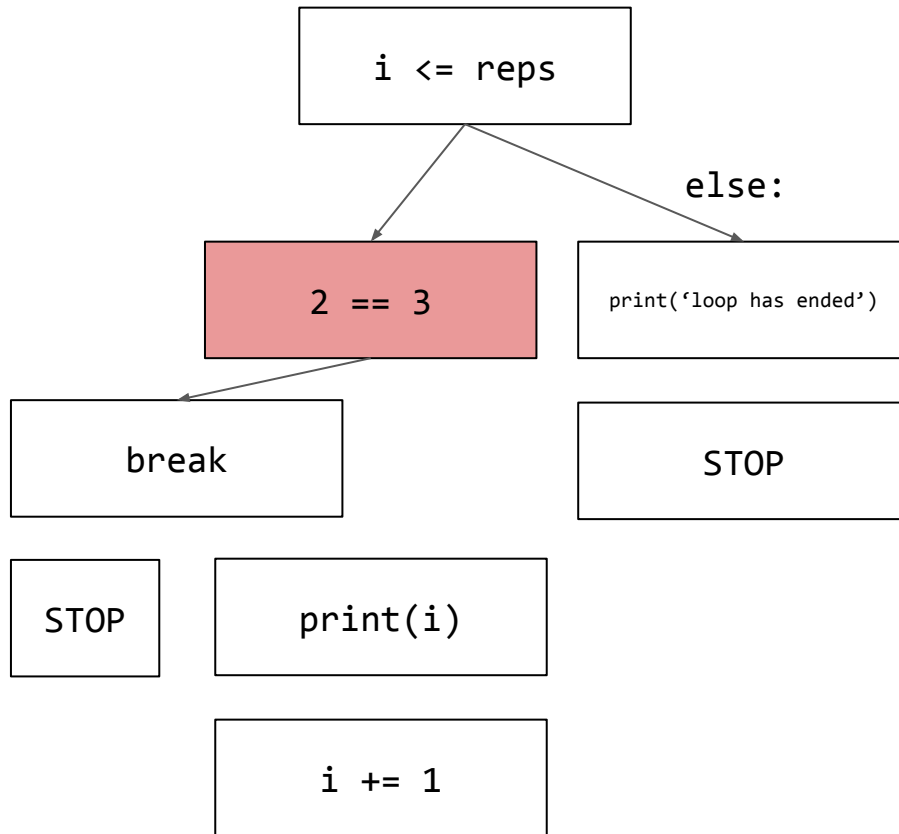 i <= reps
else:
2 == 3
print(‘loop has ended’)
break
STOP
STOP
print(i)
i += 1